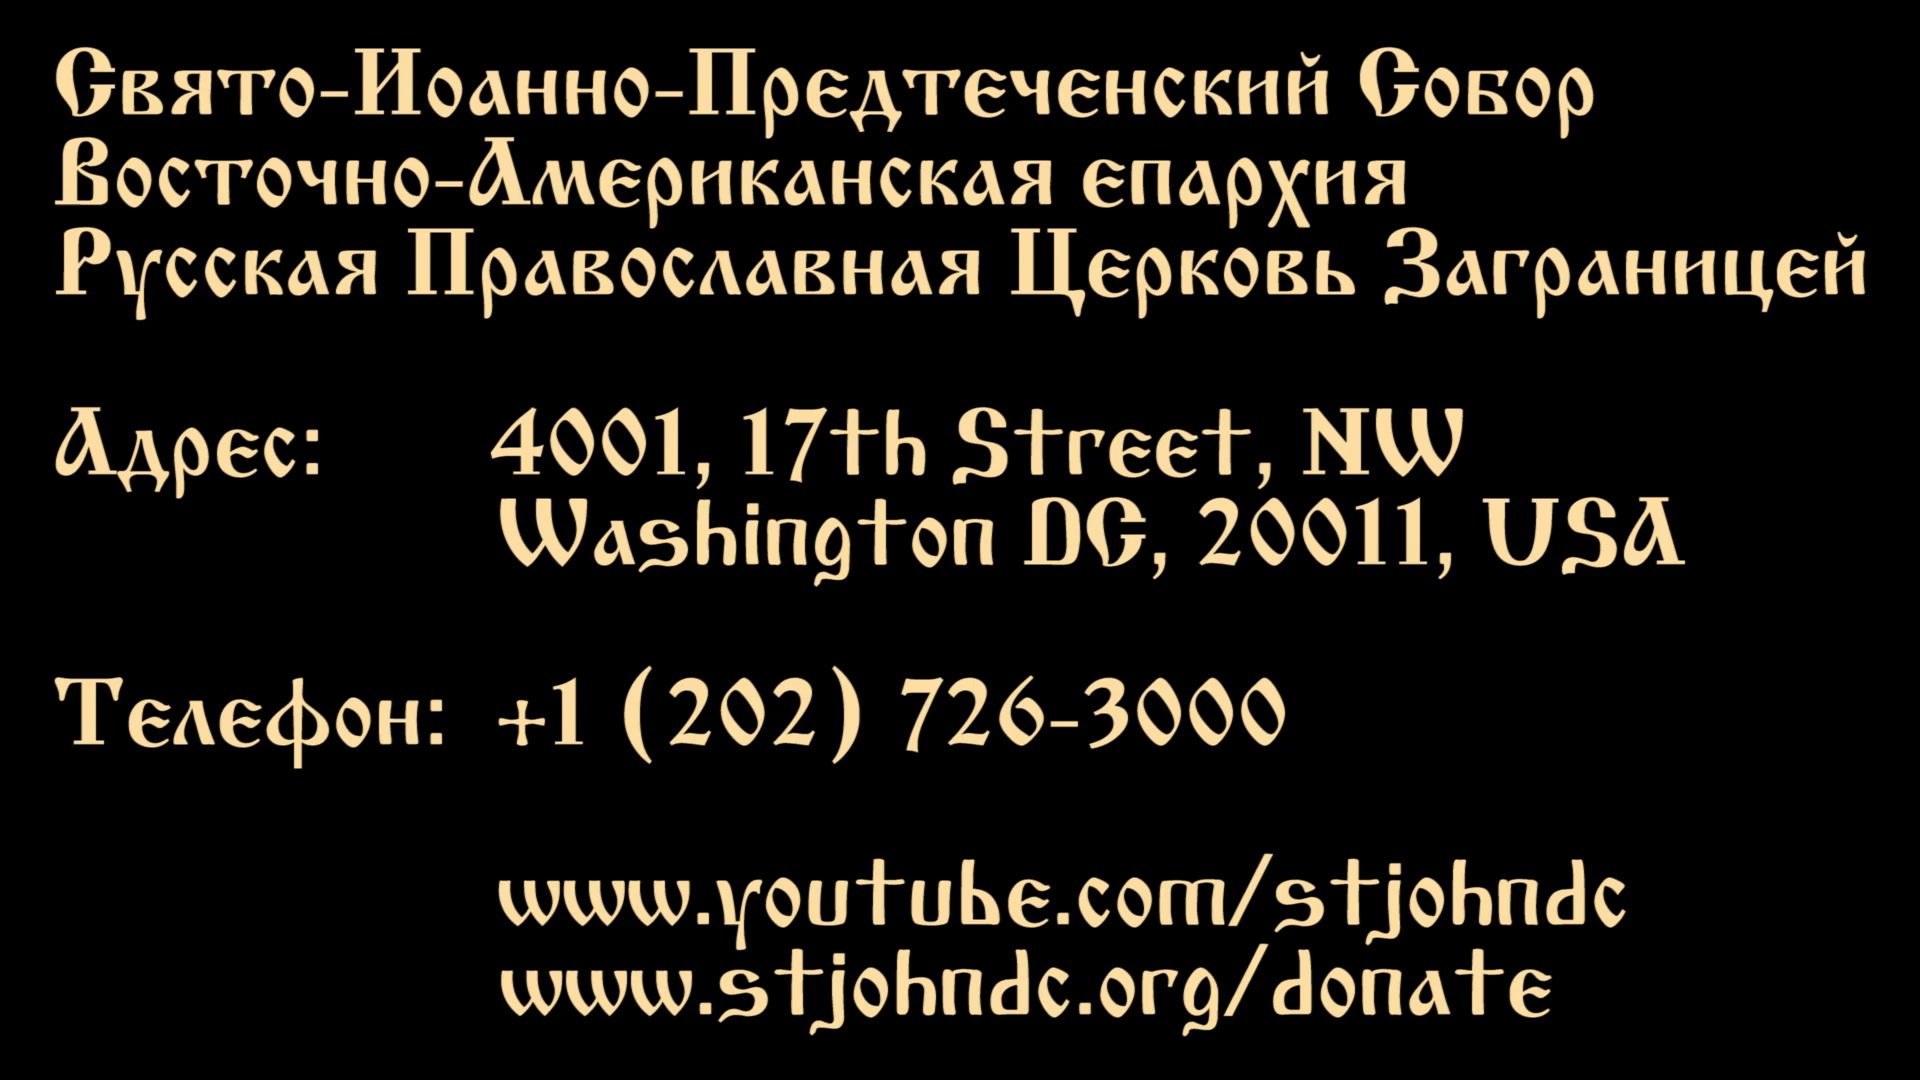 Свято-Иоанно-Предтеченский Собор
Восточно-Американская епархия
Русская Православная Церковь Заграницей
Адрес: 4001, 17th Street, NW
Washington DC, 20011, USA
Телефон: +1 (202) 726-3000
www.youtube.com/stjohndc
www.stjohndc.org/donate